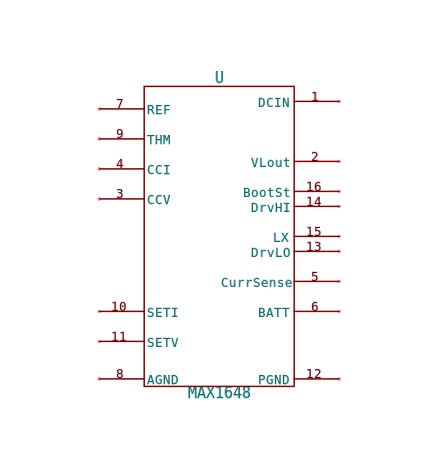 U
7 REF DCIN 1
9 THM
4 CCI VLout 2
3 CCV BootSt 16
DrvHI 14
LX 15
DrvLO 13
CurrSense 5
10 SETI BATT 6
11 SETV
8 AGND PGND 12
MAX1648